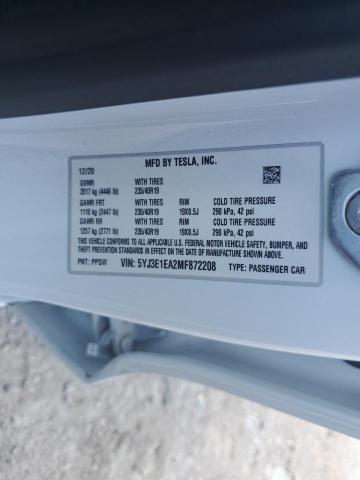 MFD BY TESLA, INC.
12/20
GVWR WITH TIRES
2017 kg (4446 lb) 235/40R19
GAWR FRT WITH TIRES RIM COLD TIRE PRESSURE
1110 kg (2447 lb) 235/40R19 19X8.5J 290 kPa, 42 psi
GAWR RR WITH TIRES RIM COLD TIRE PRESSURE
1257 kg (2771 lb) 235/40R19 19X8.5J 290 kPa, 42 psi
THIS VEHICLE CONFORMS TO ALL APPLICABLE U.S. FEDERAL MOTOR VEHICLE SAFETY, BUMPER, AND
THEFT PREVENTION STANDARDS IN EFFECT ON THE DATE OF MANUFACTURE SHOWN ABOVE.
PNT: PPSW VIN: 5YJ3E1EA2MF872208 TYPE: PASSENGER CAR